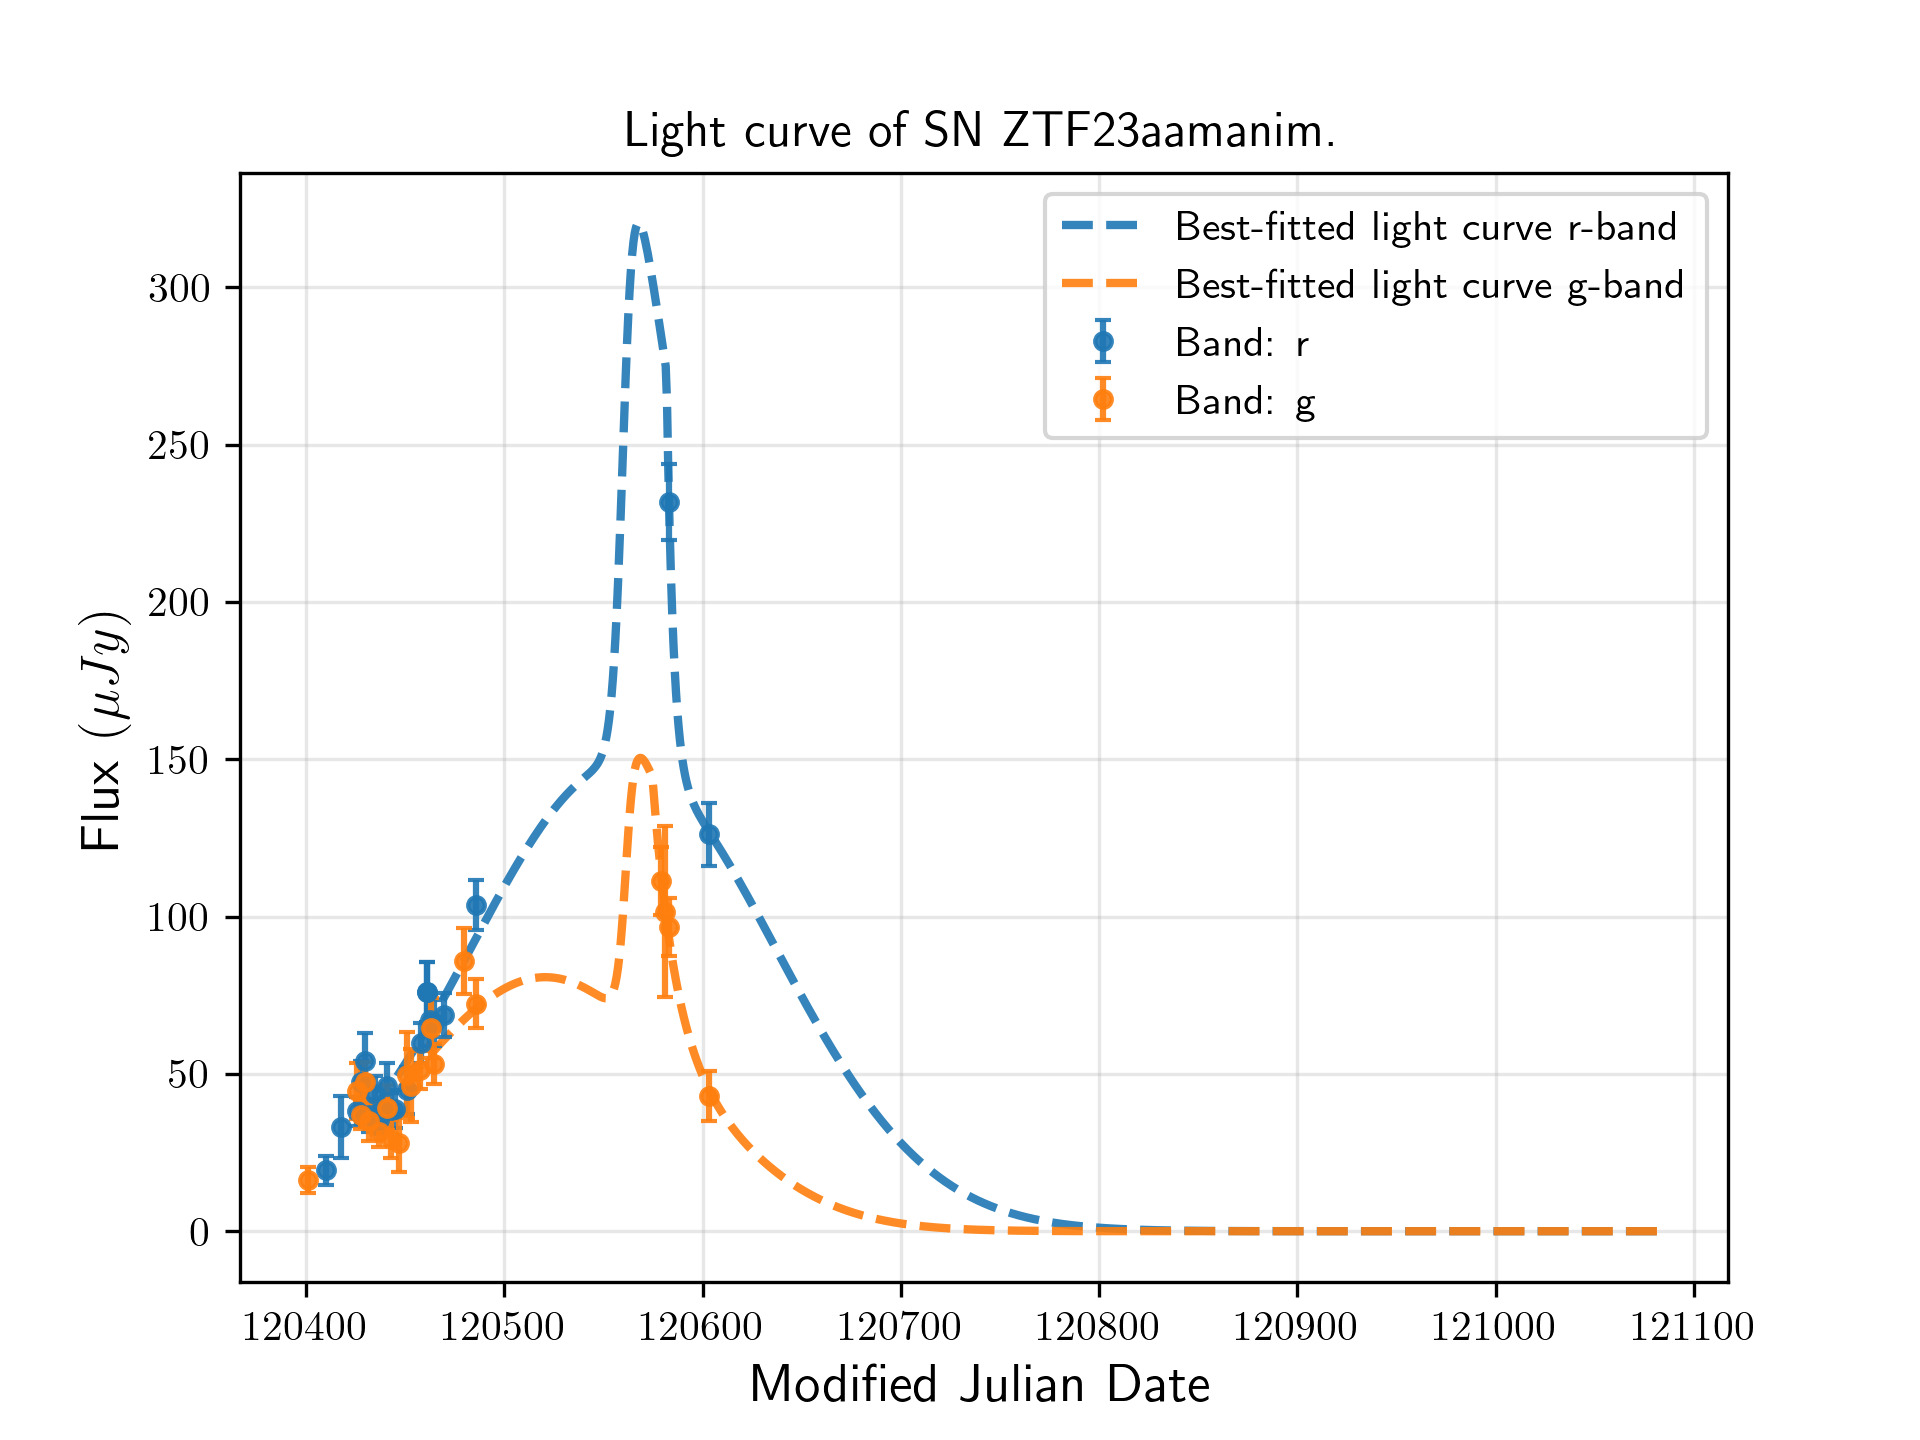 Light curve of SN ZTF23aamanim.
Best-fitted light curve r-band
Best-fitted light curve g-band
Band: r
Band: g
Flux (μJy)
300
250
200
150
100
50
0
120400 120500 120600 120700 120800 120900 121000 121100
Modified Julian Date